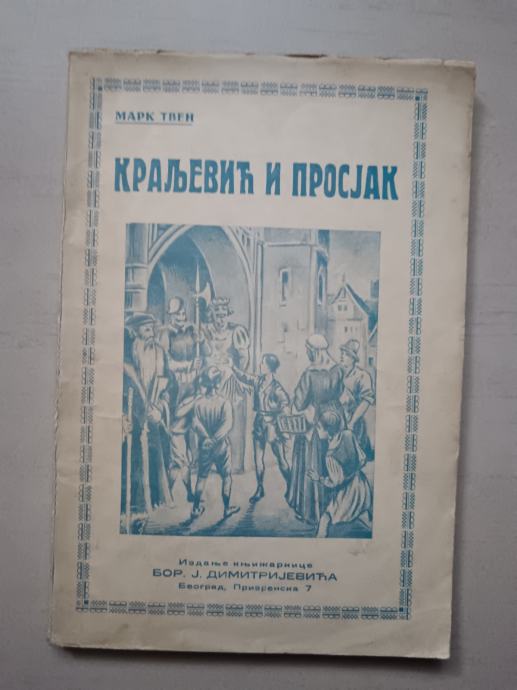 МАРК ТВЕН
КРАЉЕВИЋ И ПРОСЈАК
Издање књижарнице
БОР. Ј. ДИМИТРИЈЕВИЋА
Београд, Призренска 7